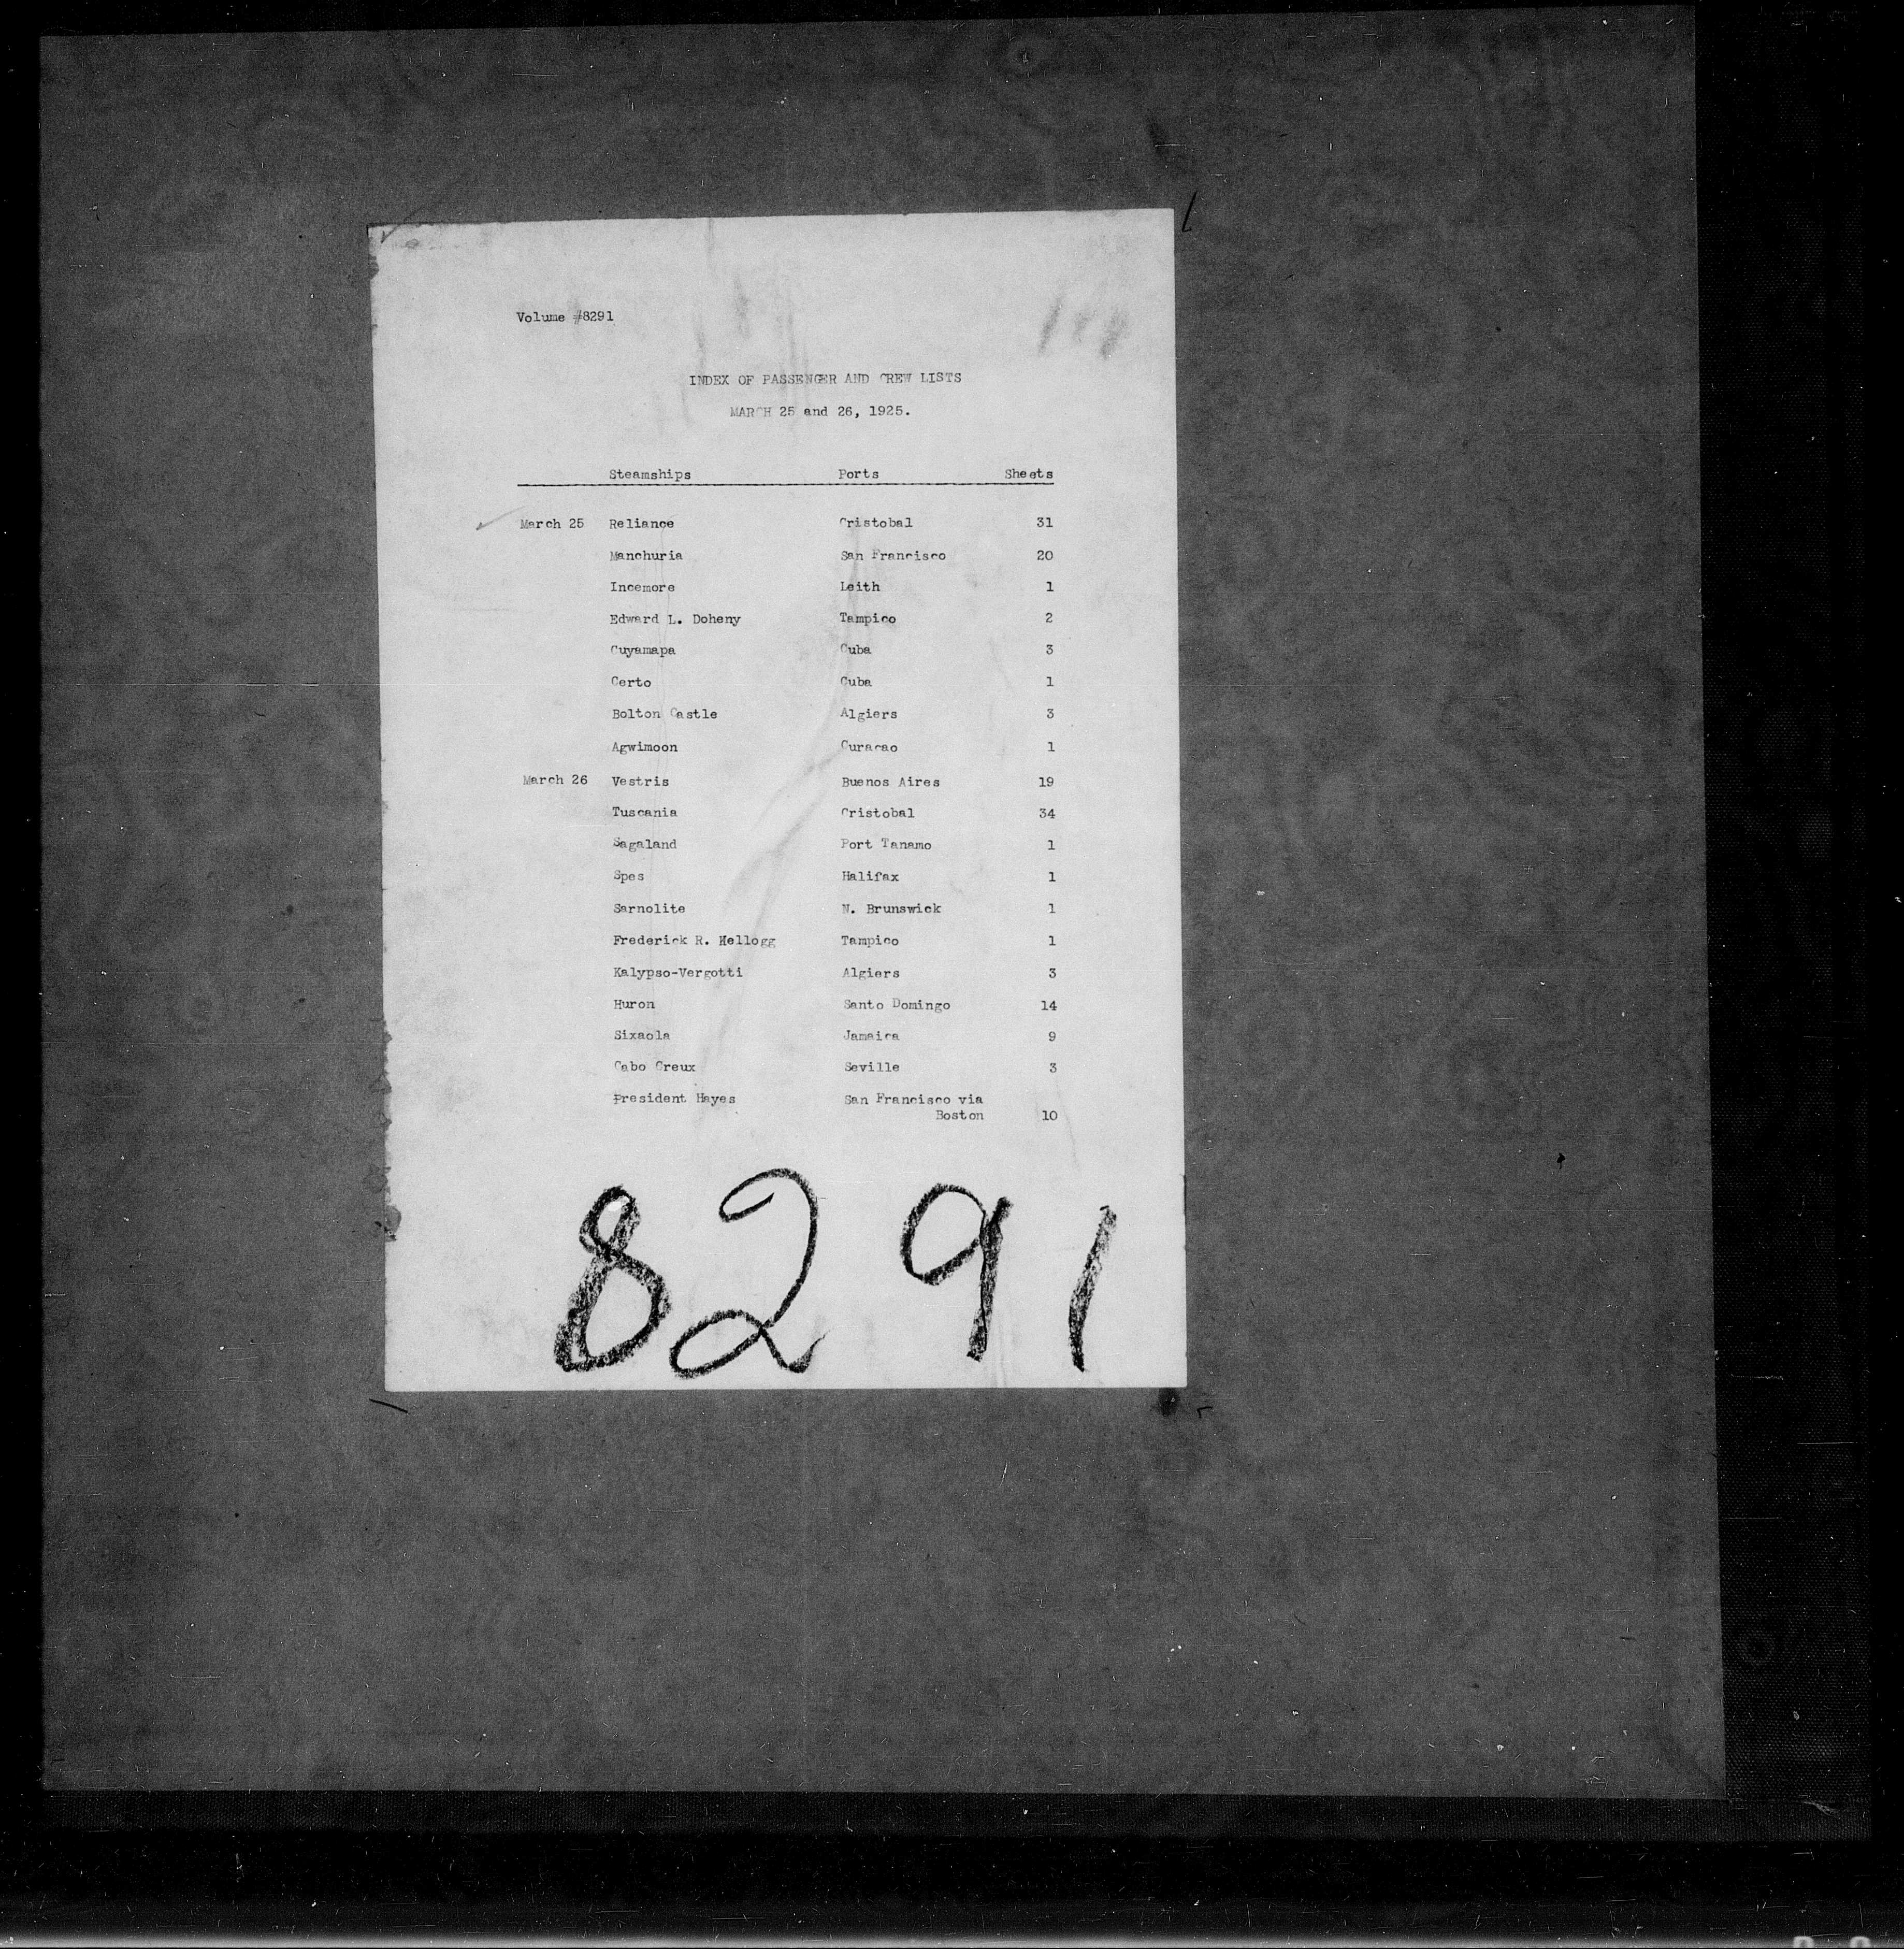 Volume #8291
INDEX OF PASSENGER AND CREW LISTS
MARCH 25 and 26, 1925.
Steamships Ports Sheets
March 25 Reliance Cristobal 31
Manchuria San Francisco 20
Incemore Leith 1
Edward L. Doheny Tampico 2
Cuyamapa Cuba 3
Certo Cuba 1
Bolton Castle Algiers 3
Agwimoon Curacao 1
March 26 Vestris Buenos Aires 19
Tuscania Cristobal 34
Sagaland Port Tanamo 1
Spes Halifax 1
Sarnolite N. Brunswick 1
Frederick R. Kellogg Tampico 1
Kalypso-Vergotti Algiers 3
Huron Santo Domingo 14
Sixaola Jamaica 9
Cabo Creux Seville 3
President Hayes San Francisco via
Boston 10
8291